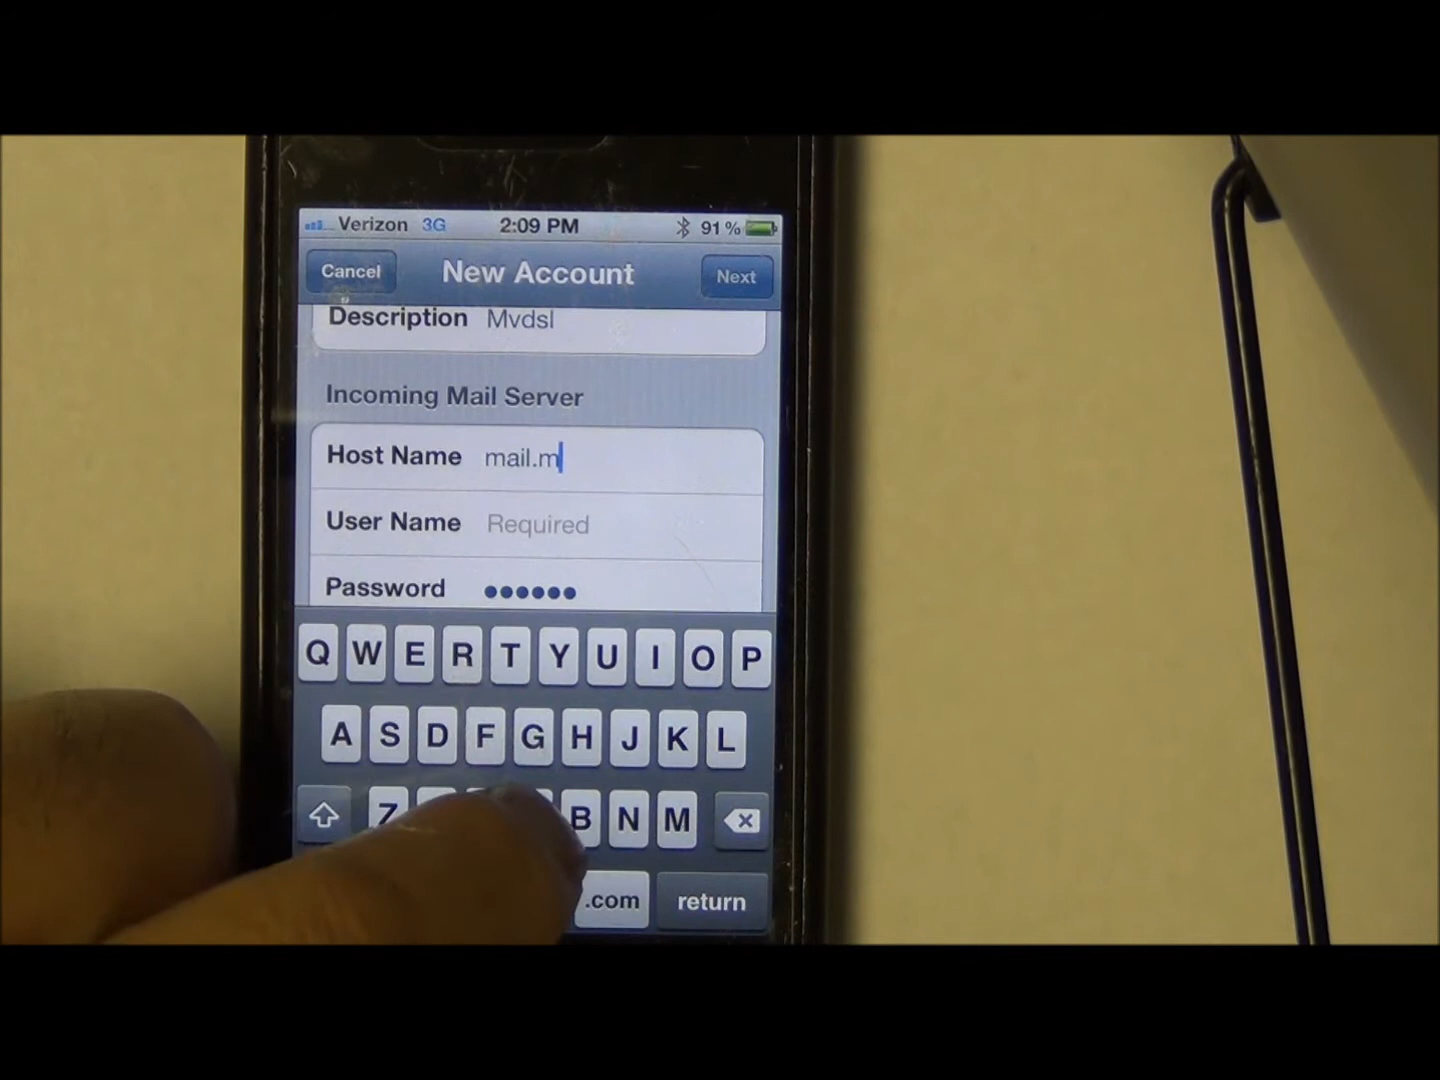 Verizon 3G 2:09 PM 91%
Cancel New Account Next
Description Mvdsl
Incoming Mail Server
Host Name mail.m
User Name Required
Password ••••••
Q W E R T Y U I O P
A S D F G H J K L
Z B N M
.com return